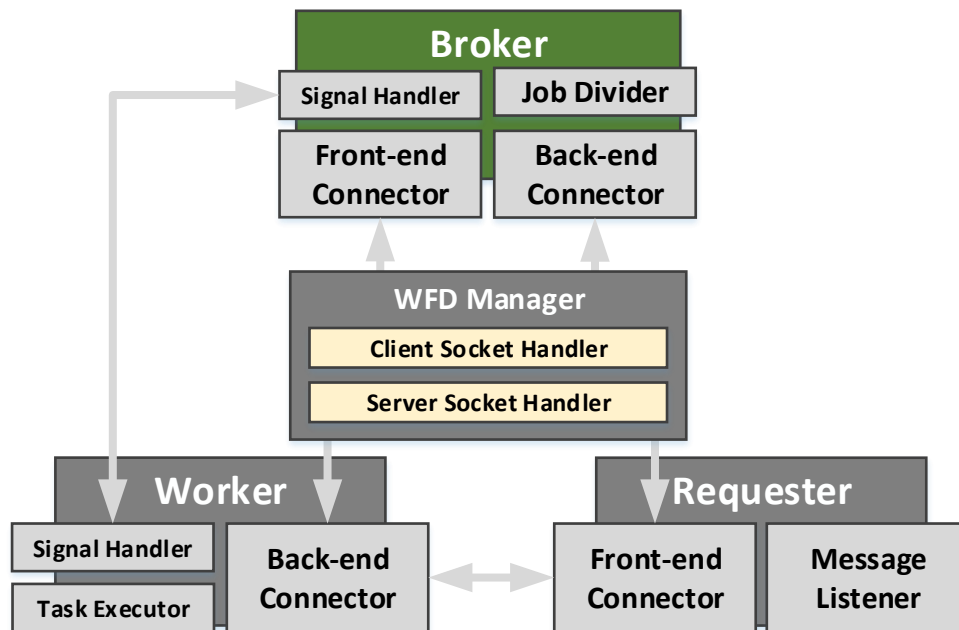 Broker
Signal Handler
Job Divider
Front-end
Connector
Back-end
Connector
WFD Manager
Client Socket Handler
Server Socket Handler
Worker
Signal Handler
Task Executor
Back-end
Connector
Requester
Front-end
Connector
Message
Listener